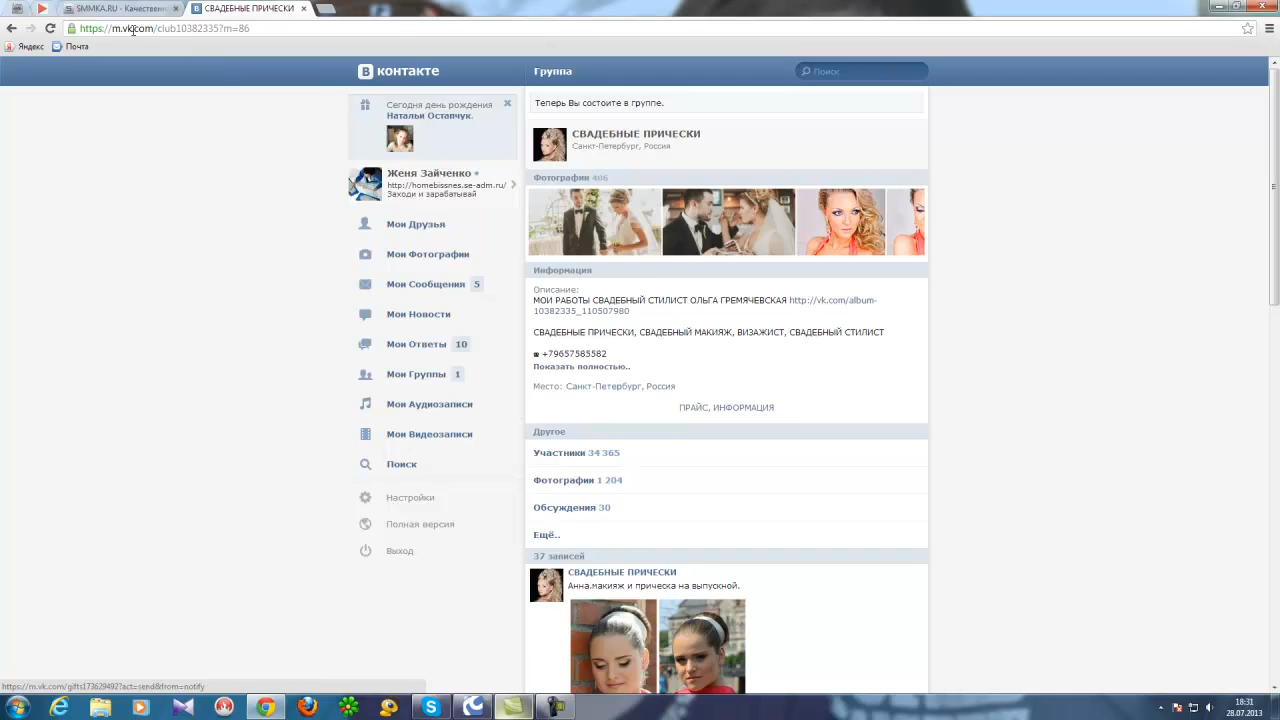 SMMKA.RU - Качественно
СВАДЕБНЫЕ ПРИЧЕСКИ
https://m.vk.com/club10382335?m=86
Яндекс
Почта
В контакте
Группа
Поиск
Сегодня день рождения
Натальи Остапчук.
Теперь Вы состоите в группе.
СВАДЕБНЫЕ ПРИЧЕСКИ
Санкт-Петербург, Россия
Женя Зайченко
http://homebissnes.se-adm.ru/
Заходи и зарабатывай
Фотографии 406
Мои Друзья
Мои Фотографии
Мои Сообщения 5
Мои Новости
Мои Ответы 10
Мои Группы 1
Мои Аудиозаписи
Мои Видеозаписи
Поиск
Настройки
Полная версия
Выход
Информация
Описание:
МОИ РАБОТЫ СВАДЕБНЫЙ СТИЛИСТ ОЛЬГА ГРЕМЯЧЕВСКАЯ http://vk.com/album-
10382335_110507980
СВАДЕБНЫЕ ПРИЧЕСКИ, СВАДЕБНЫЙ МАКИЯЖ, ВИЗАЖИСТ, СВАДЕБНЫЙ СТИЛИСТ
☎ +79657585582
Показать полностью..
Место: Санкт-Петербург, Россия
ПРАЙС, ИНФОРМАЦИЯ
Другое
Участники 34 365
Фотографии 1 204
Обсуждения 30
Ещё..
37 записей
СВАДЕБНЫЕ ПРИЧЕСКИ
Анна.макияж и прическа на выпускной.
https://m.vk.com/gifts173629492?act=send&from=notify
18:31
28.07.2013